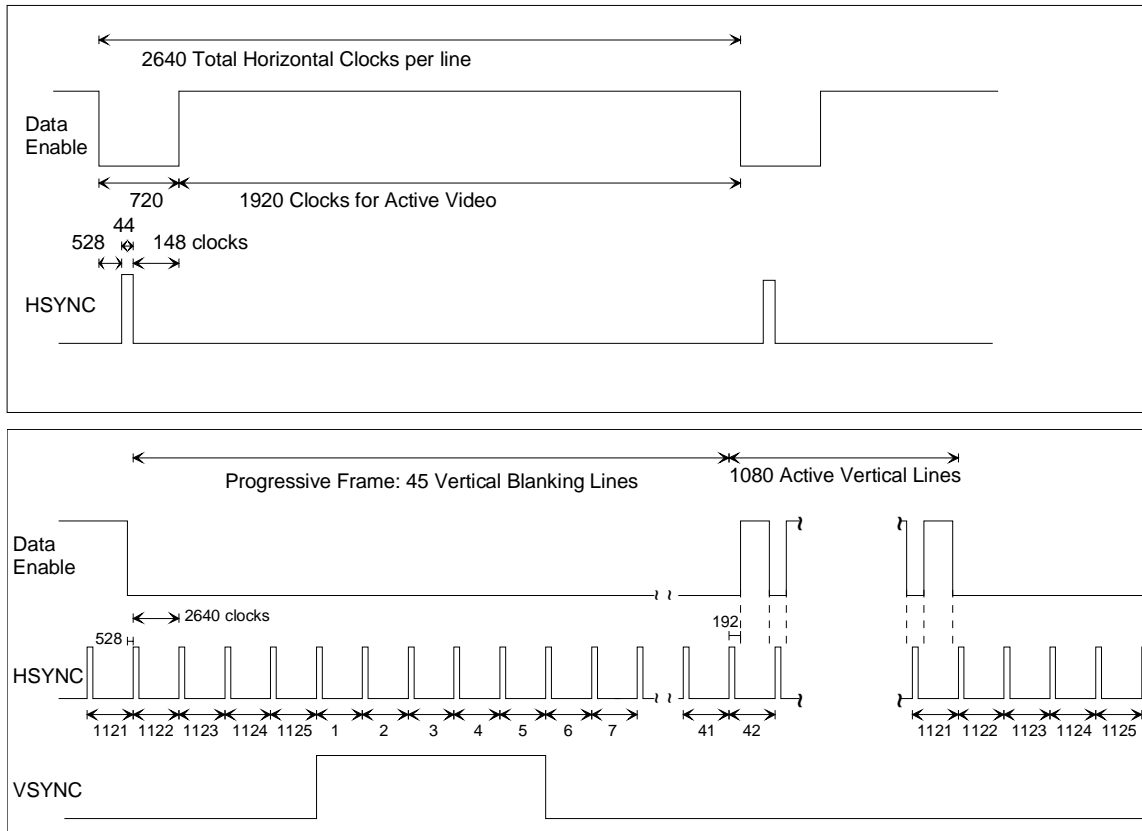 2640 Total Horizontal Clocks per line
Data
Enable
720
1920 Clocks for Active Video
44
528
148 clocks
HSYNC
Progressive Frame: 45 Vertical Blanking Lines
1080 Active Vertical Lines
Data
Enable
2640 clocks
528
192
HSYNC
1121 1122 1123 1124 1125 1 2 3 4 5 6 7 41 42 1121 1122 1123 1124 1125
VSYNC